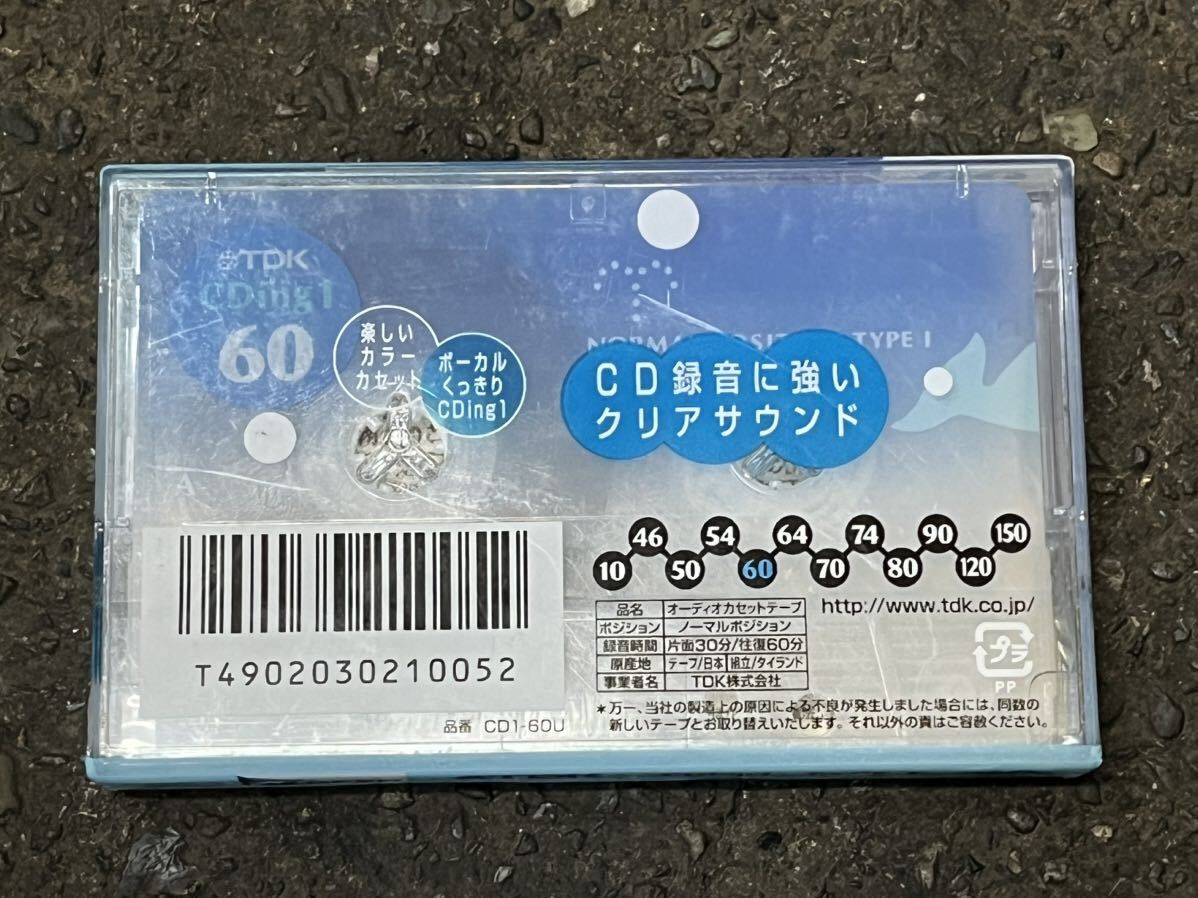 TDK
CDing1
60
楽しい
カラー
カセット
ボーカル
くっきり
CDing1
TYPE I
CD録音に強い
クリアサウンド
10 46 50 54 60 64 70 74 80 90 120 150
http://www.tdk.co.jp/
品名 オーディオカセットテープ
ポジション ノーマルポジション
録音時間 片面30分/往復60分
原産地 テープ/日本 組立/タイランド
事業者名 TDK株式会社
プラ
PP
*万一、当社の製造上の原因による不良が発生しました場合には、同数の
新しいテープとお取り替えいたします。それ以外の責はご容赦ください。
T4902030210052
品番 CD1-60U
A